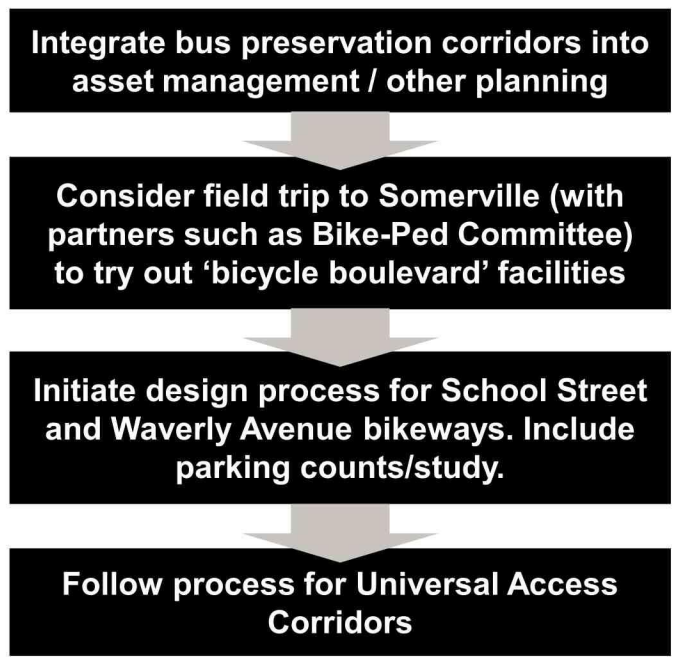 Integrate bus preservation corridors into
asset management / other planning
Consider field trip to Somerville (with
partners such as Bike-Ped Committee)
to try out ‘bicycle boulevard’ facilities
Initiate design process for School Street
and Waverly Avenue bikeways. Include
parking counts/study.
Follow process for Universal Access
Corridors